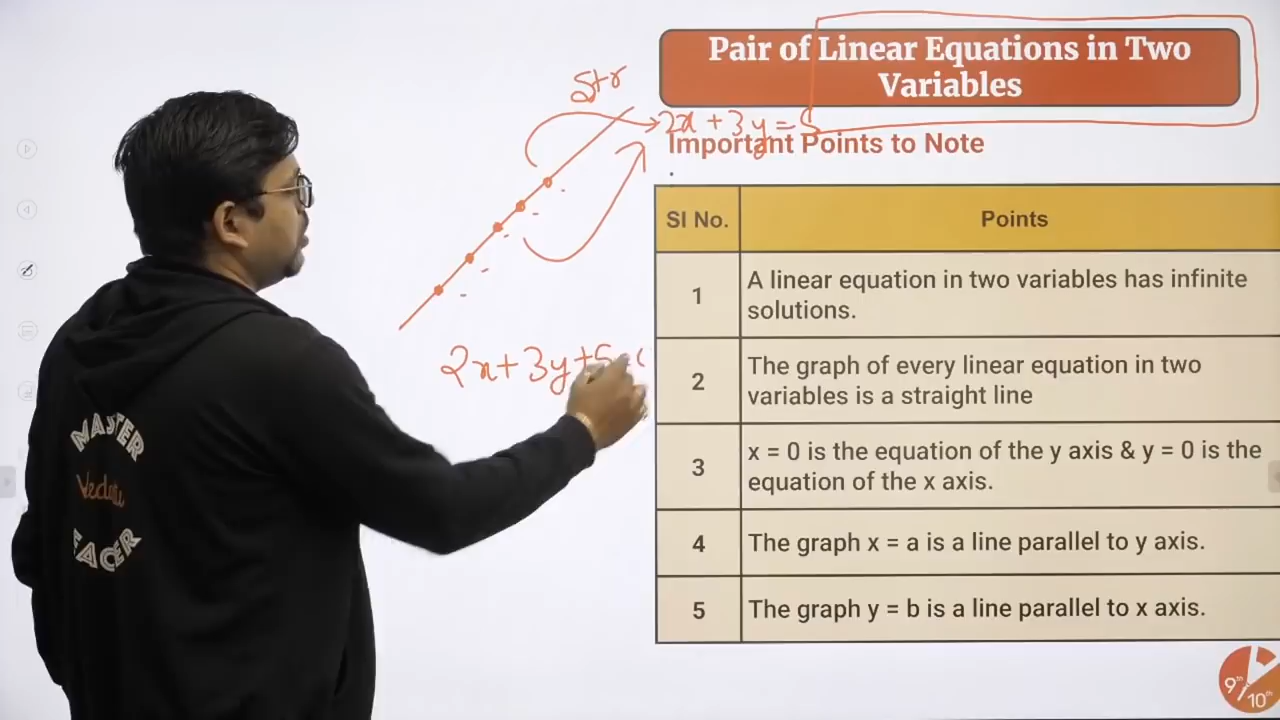 Pair of Linear Equations in Two
Variables
Str
2x + 3y = 5
Important Points to Note
:
Sl No.
Points
1
A linear equation in two variables has infinite
solutions.
2
The graph of every linear equation in two
variables is a straight line
3
x = 0 is the equation of the y axis & y = 0 is the
equation of the x axis.
4
The graph x = a is a line parallel to y axis.
5
The graph y = b is a line parallel to x axis.
2x + 3y + 5
MASTER
Vedantu
TEACHER
9th/10th